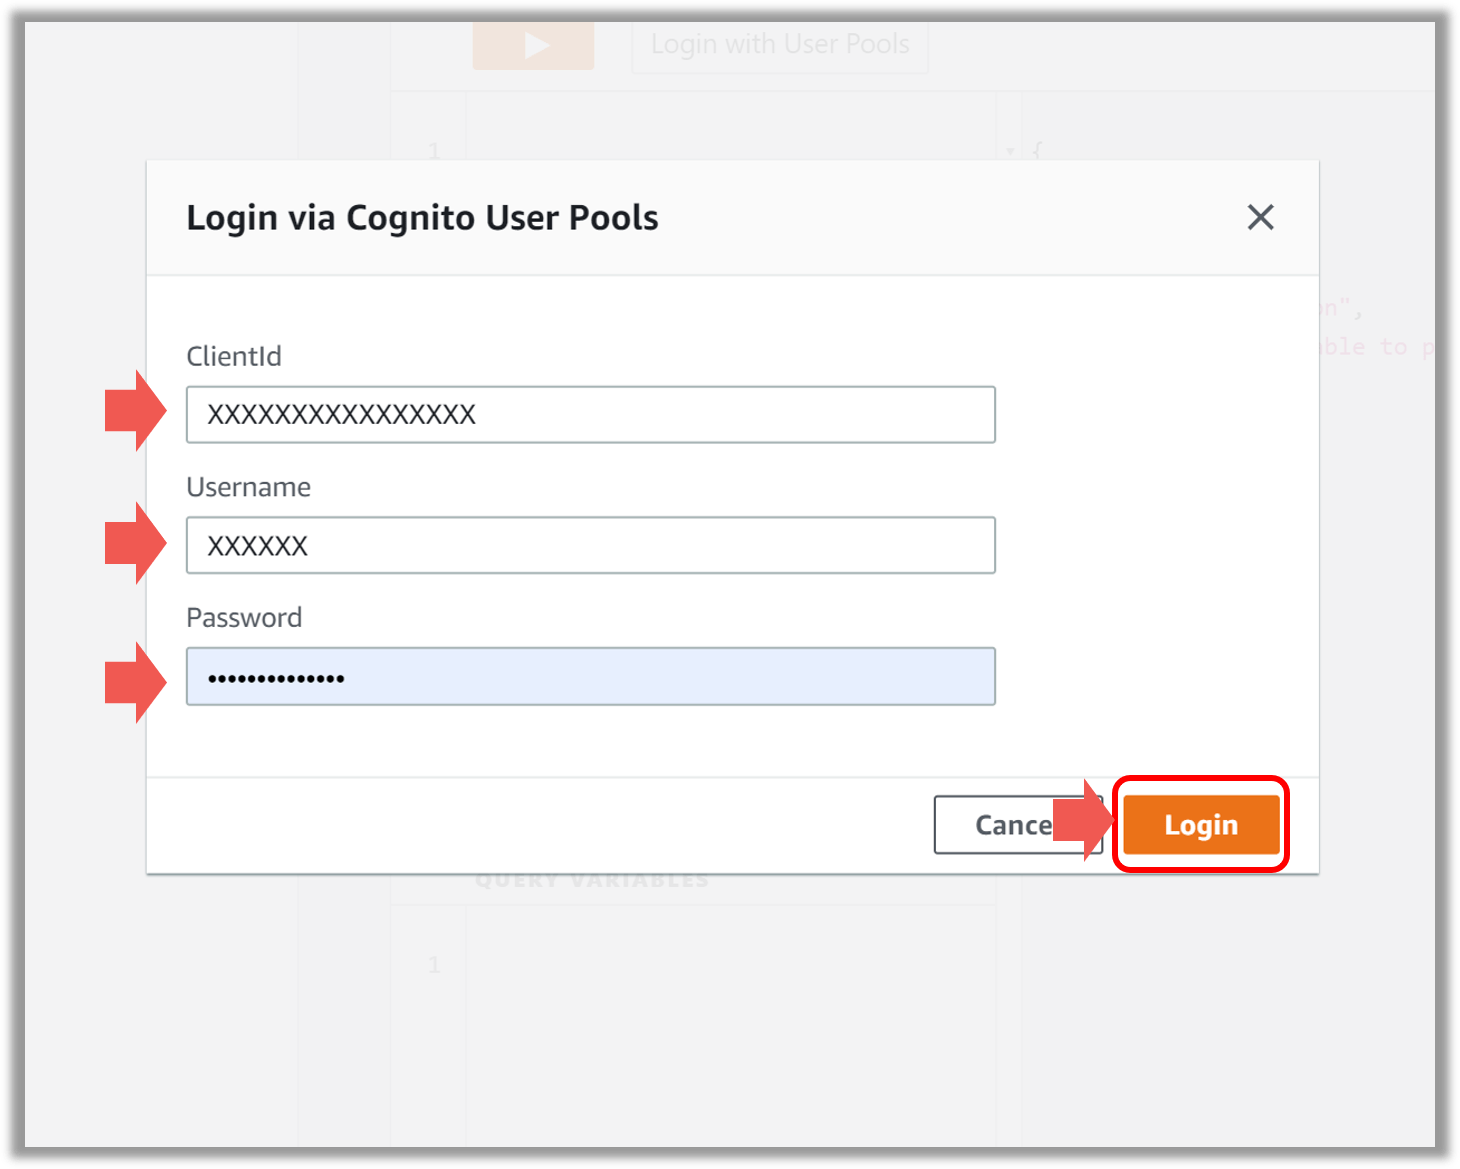 Login with User Pools
1
{
Login via Cognito User Pools
on",
ClientId
ble to p
XXXXXXXXXXXXXXXX
Username
XXXXXX
Password
••••••••••••••
Cance
Login
QUERY VARIABLES
1